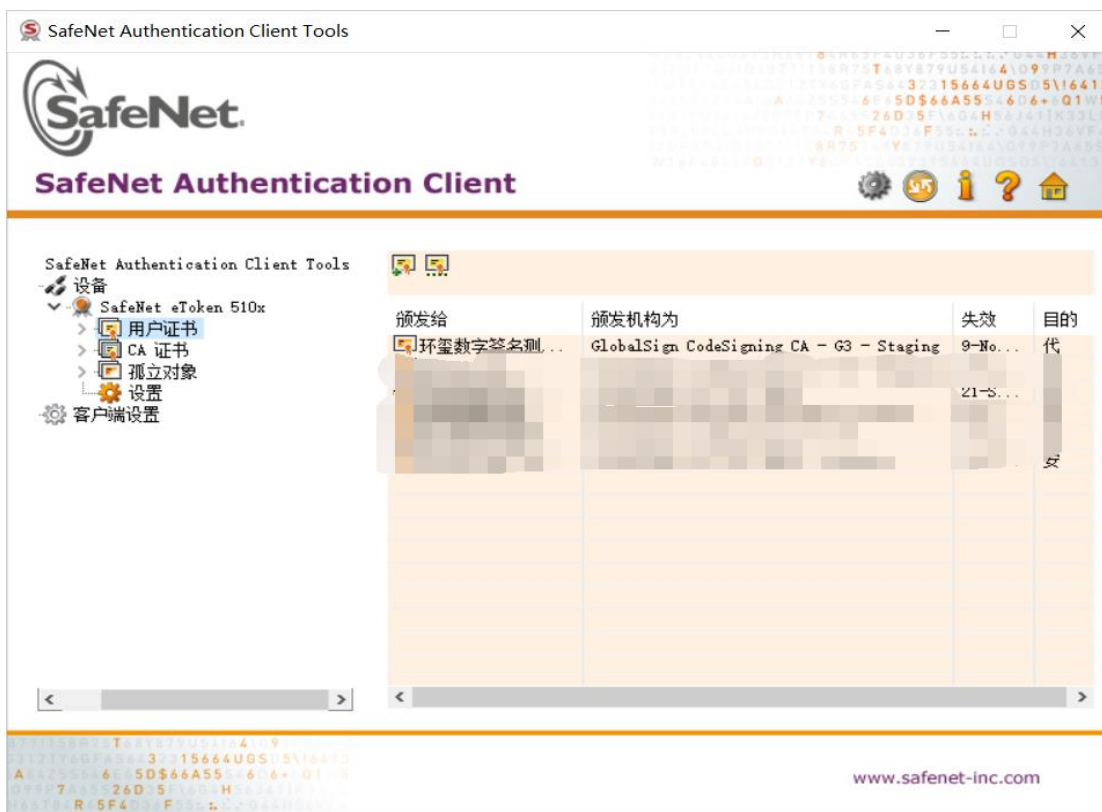 SafeNet Authentication Client Tools
SafeNet.
SafeNet Authentication Client
SafeNet Authentication Client Tools
设备
SafeNet eToken 510x
用户证书
CA 证书
孤立对象
设置
客户端设置
颁发给 颁发机构为 失效 目的
环玺数字签名测... GlobalSign CodeSigning CA - G3 - Staging 9-No... 代
21-S...
www.safenet-inc.com